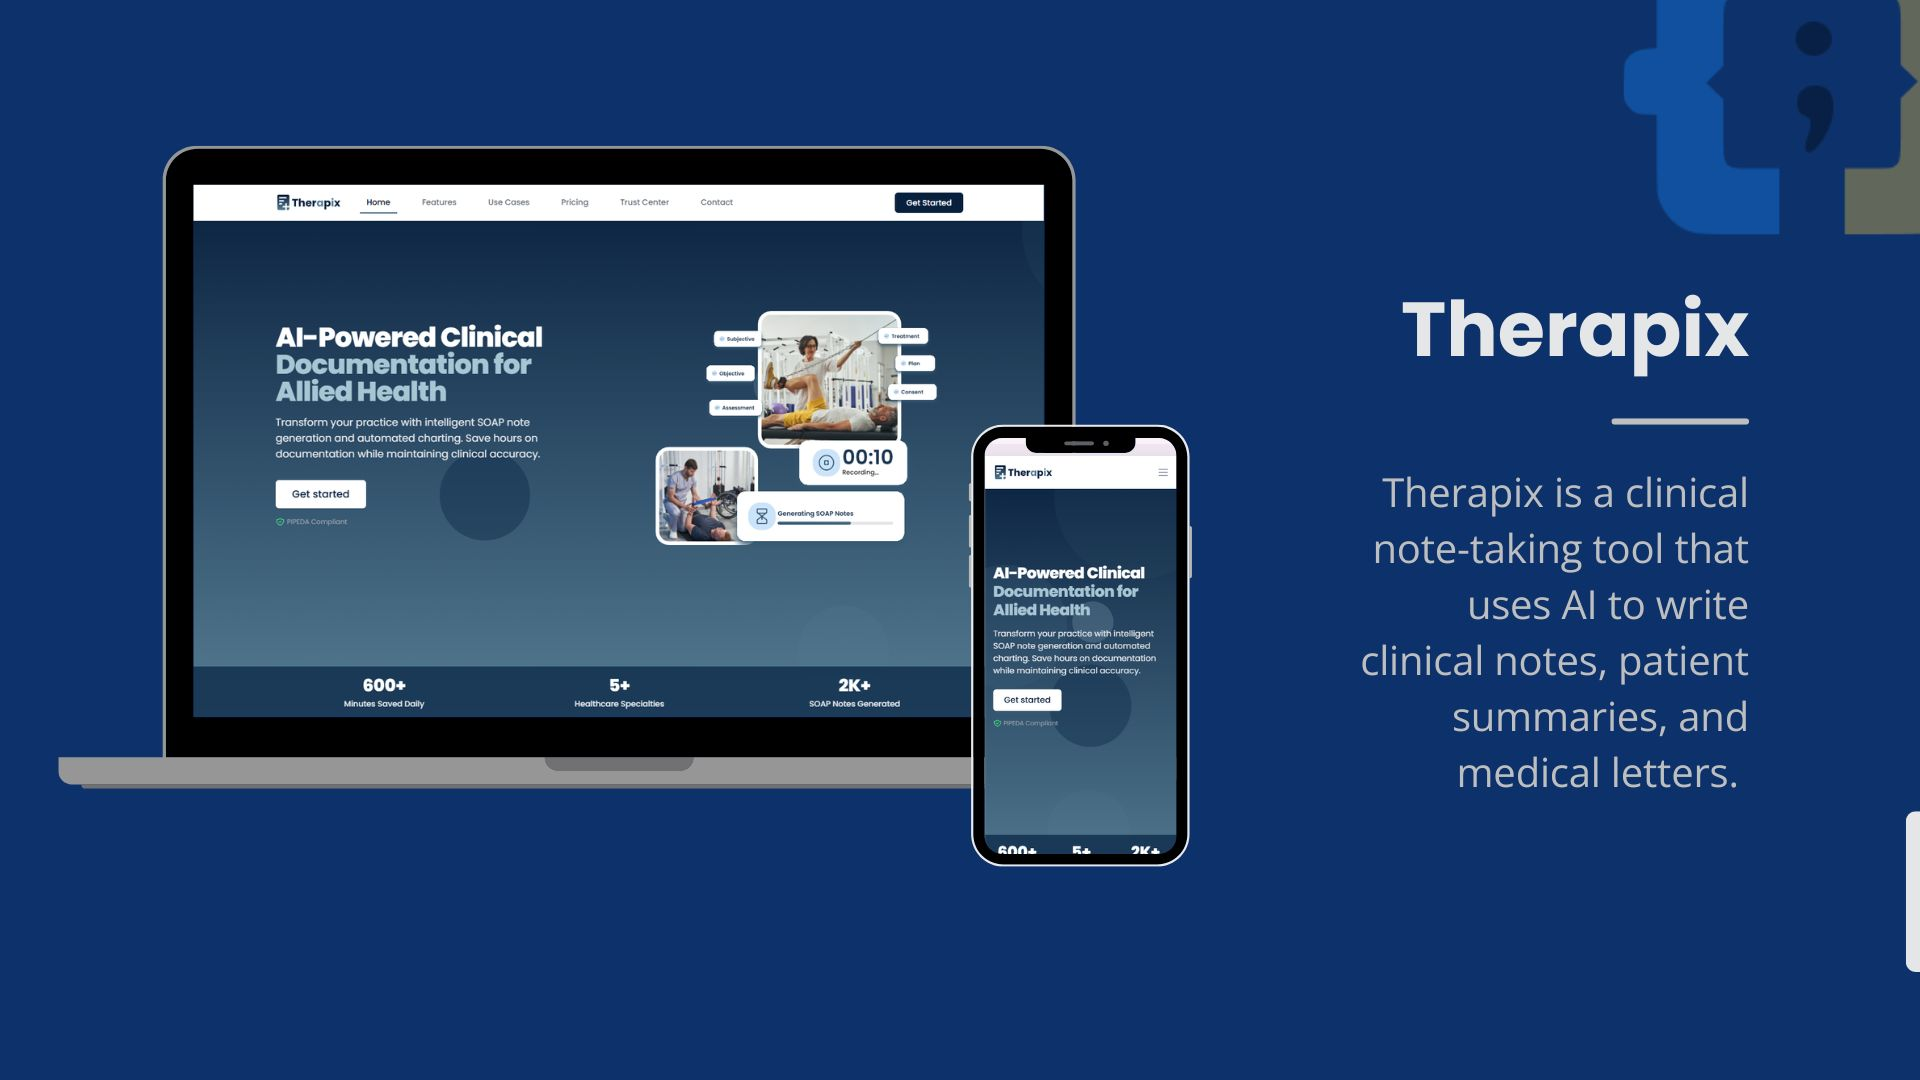 Therapix
Home
Features
Use Cases
Pricing
Trust Center
Contact
Get Started
AI-Powered Clinical
Documentation for
Allied Health
Transform your practice with intelligent SOAP note
generation and automated charting. Save hours on
documentation while maintaining clinical accuracy.
Get started
PIPEDA Compliant
Subjective
Objective
Assessment
Treatment
Plan
Consent
00:10
Recording...
Generating SOAP Notes
600+
Minutes Saved Daily
5+
Healthcare Specialties
2K+
SOAP Notes Generated
Therapix
AI-Powered Clinical
Documentation for
Allied Health
Transform your practice with intelligent
SOAP note generation and automated
charting. Save hours on documentation
while maintaining clinical accuracy.
Get started
PIPEDA Compliant
600+
5+
2K+
Therapix
Therapix is a clinical
note-taking tool that
uses AI to write
clinical notes, patient
summaries, and
medical letters.